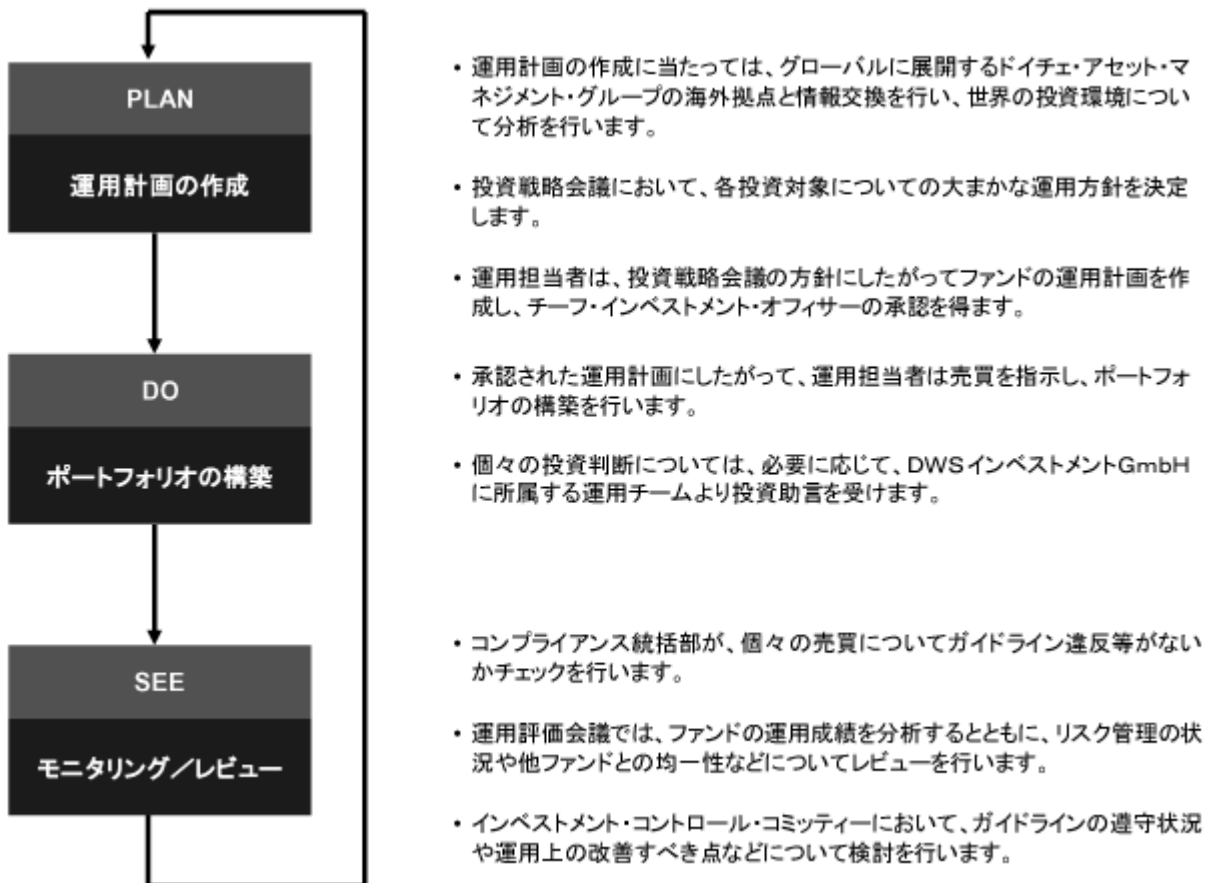 PLAN
運用計画の作成
・運用計画の作成に当たっては、グローバルに展開するドイチェ・アセット・マ
ネジメント・グループの海外拠点と情報交換を行い、世界の投資環境につい
て分析を行います。
・投資戦略会議において、各投資対象についての大まかな運用方針を決定
します。
・運用担当者は、投資戦略会議の方針にしたがってファンドの運用計画を作
成し、チーフ・インベストメント・オフィサーの承認を得ます。
DO
ポートフォリオの構築
・承認された運用計画にしたがって、運用担当者は売買を指示し、ポートフォ
リオの構築を行います。
・個々の投資判断については、必要に応じて、DWSインベストメントGmbH
に所属する運用チームより投資助言を受けます。
SEE
モニタリング／レビュー
・コンプライアンス統括部が、個々の売買についてガイドライン違反等がない
かチェックを行います。
・運用評価会議では、ファンドの運用成績を分析するとともに、リスク管理の状
況や他ファンドとの均一性などについてレビューを行います。
・インベストメント・コントロール・コミッティーにおいて、ガイドラインの遵守状況
や運用上の改善すべき点などについて検討を行います。